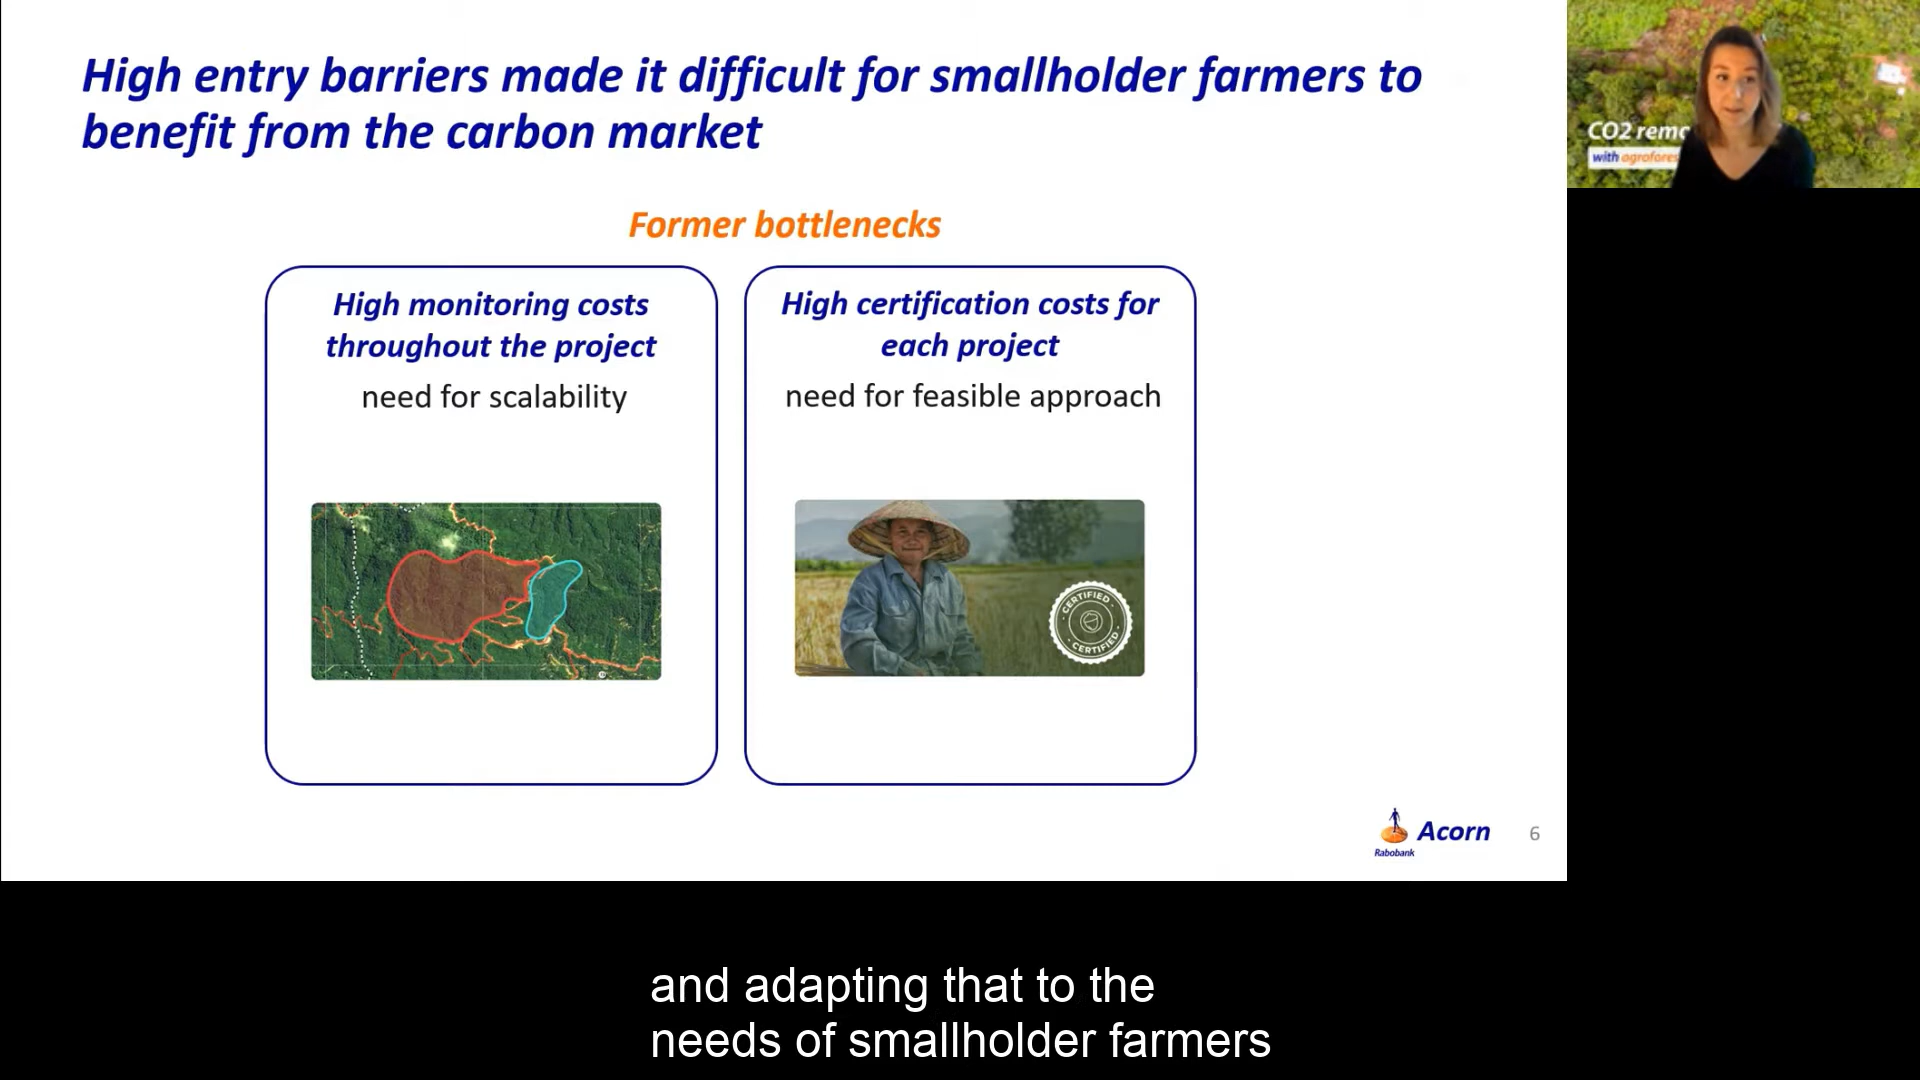 High entry barriers made it difficult for smallholder farmers to
benefit from the carbon market
CO2 remo
with agrofores
Former bottlenecks
High monitoring costs
throughout the project
need for scalability
High certification costs for
each project
need for feasible approach
CERTIFIED
CERTIFIED
Acorn
Rabobank
6
and adapting that to the
needs of smallholder farmers